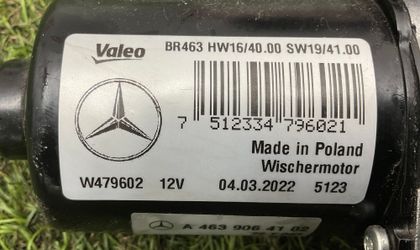 Valeo BR463 HW16/40.00 SW19/41.00
7 512334 796021
Made in Poland
Wischermotor
W479602 12V 04.03.2022 5123
A 463 906 41 02